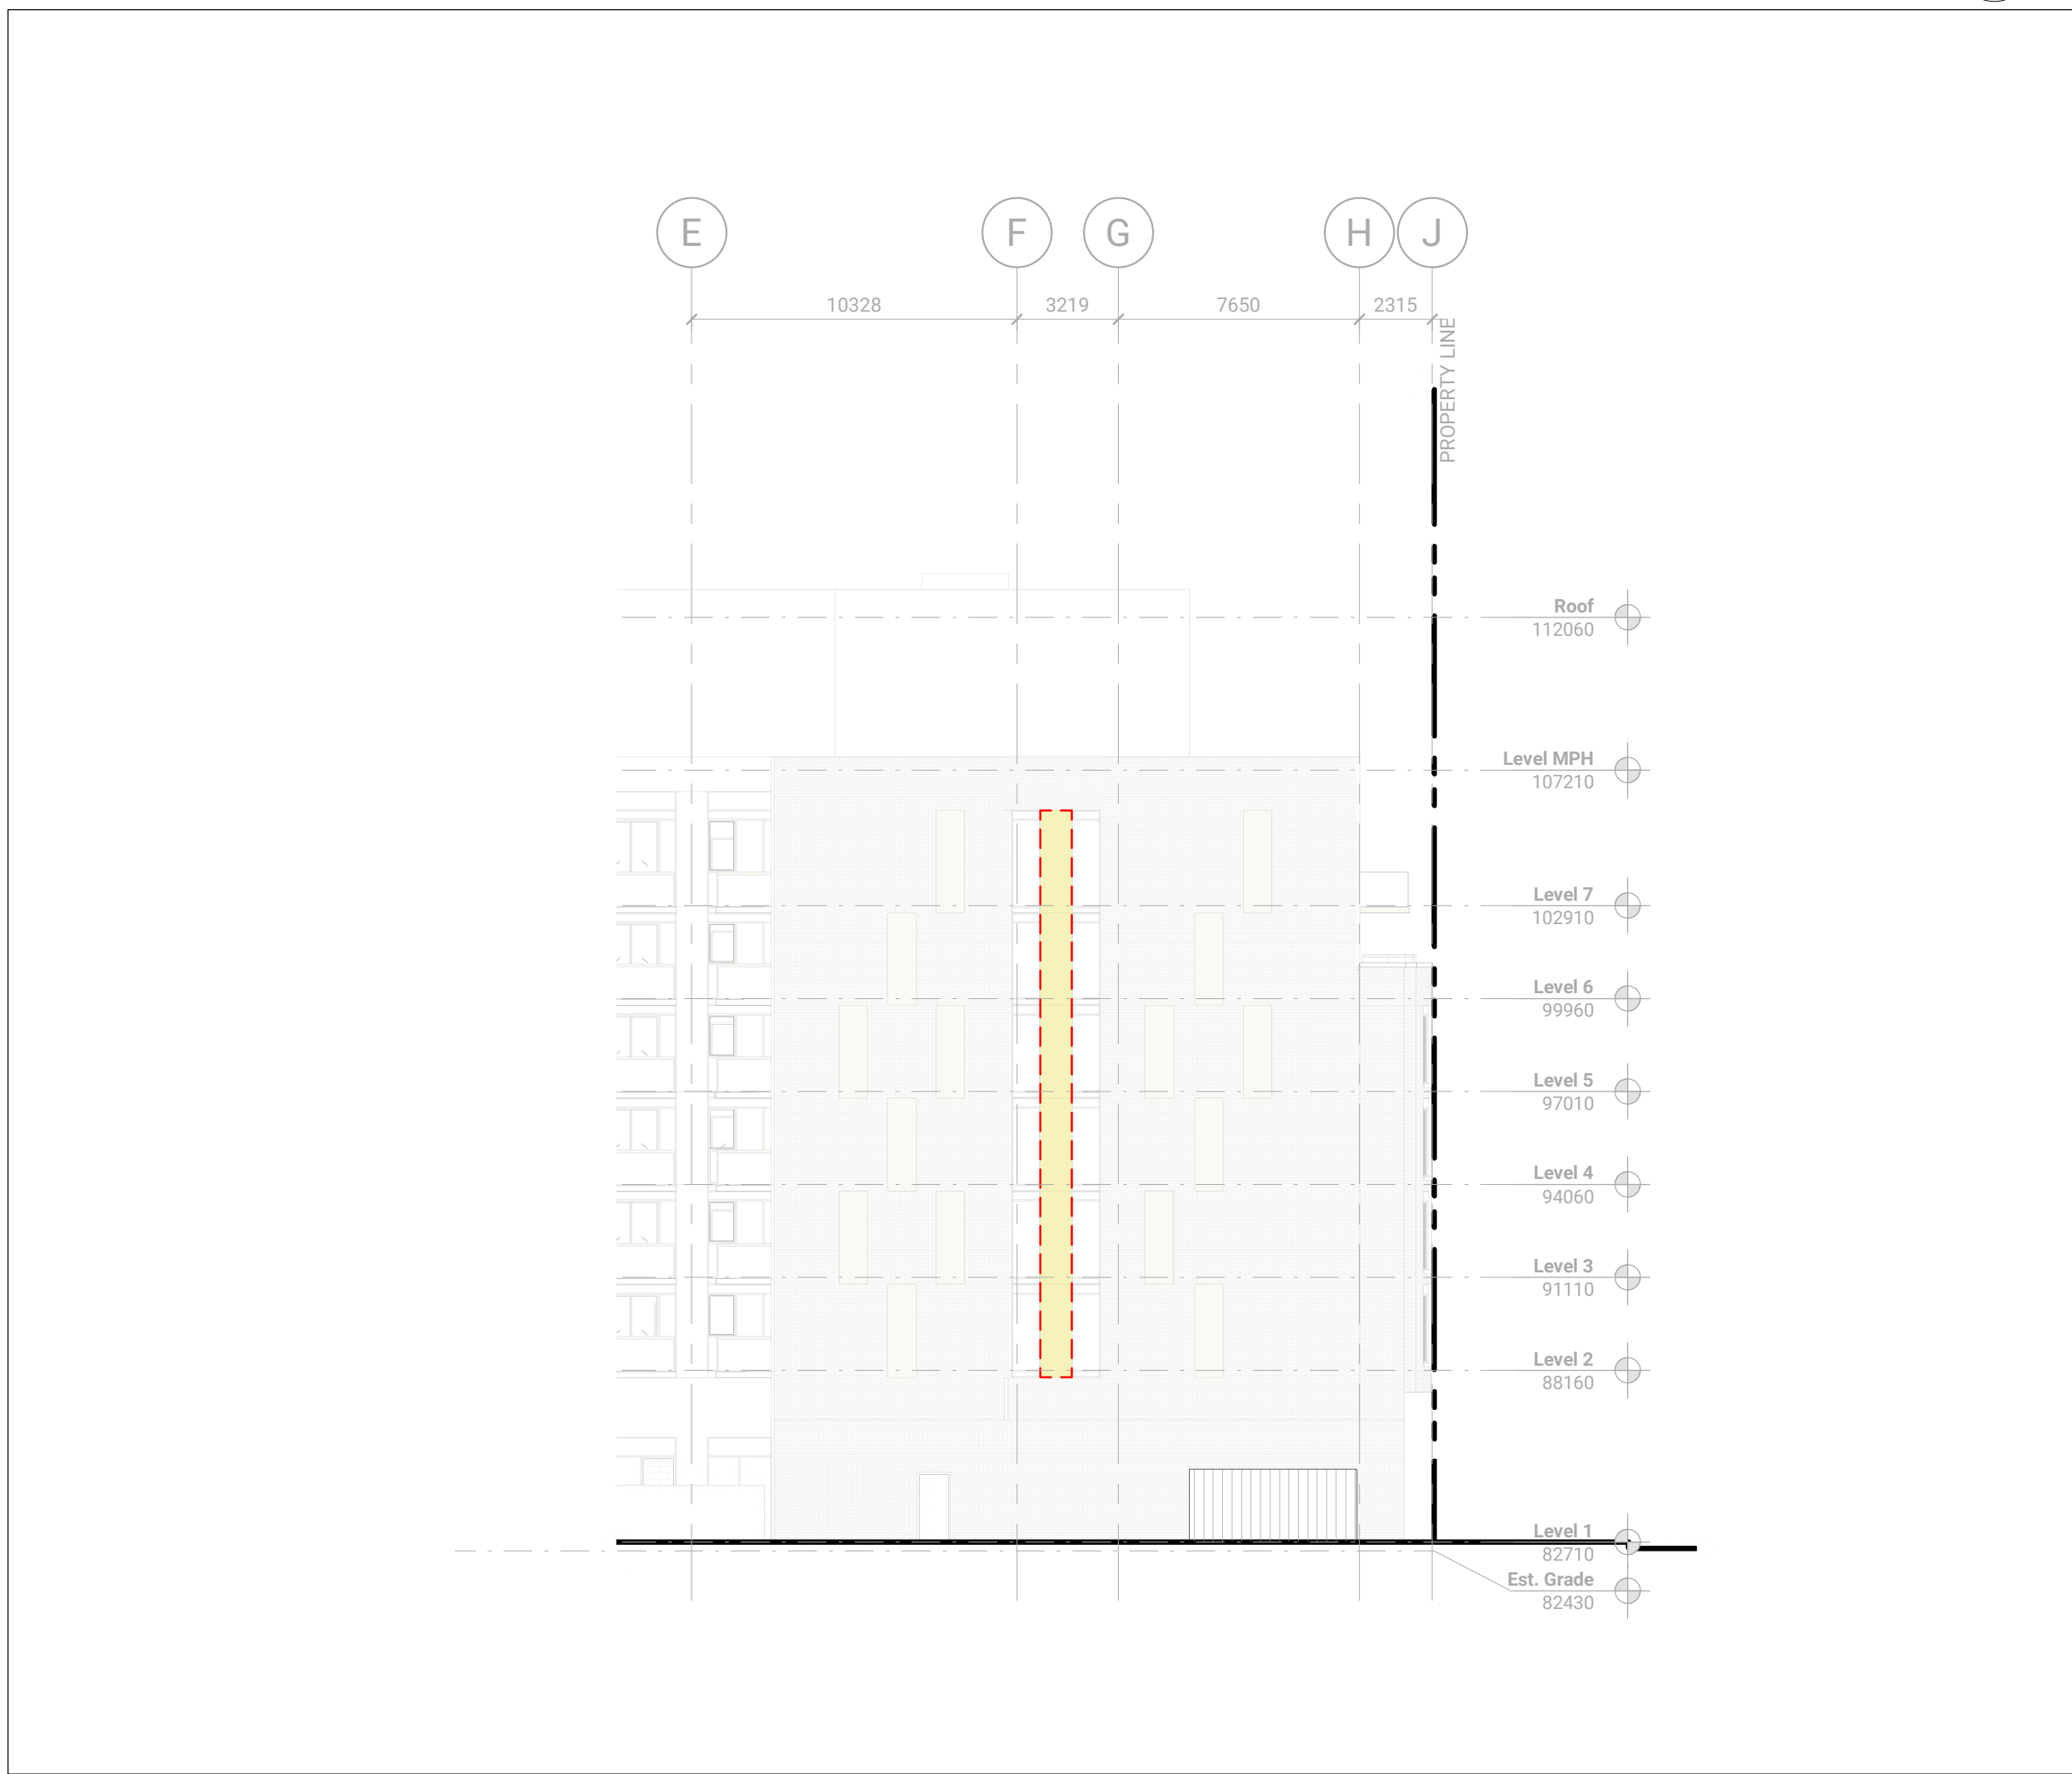 E F G H J
10328 3219 7650 2315
PROPERTY LINE
Roof
112060
Level MPH
107210
Level 7
102910
Level 6
99960
Level 5
97010
Level 4
94060
Level 3
91110
Level 2
88160
Level 1
82710
Est. Grade
82430